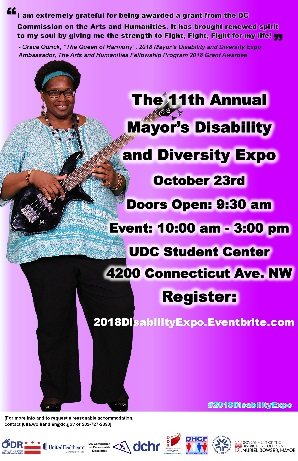 "I am extremely grateful for being awarded a grant from the DC
Commission on the Arts and Humanities. It has brought renewed spirit
to my soul by giving me the strength to Fight, Fight, Fight for my life!"
"The Queen of Harmony", 2018 Mayor's Disability and Diversity Expo
Ambassador, The Arts and Humanities Fellowship Program 2018 Grant Awardee
The 11th Annual
Mayor's Disability
and Diversity Expo
October 23rd
Doors Open: 9:30 am
Event: 10:00 am - 3:00 pm
UDC Student Center
4200 Connecticut Ave. NW
Register:
2018DisabilityExpo.Eventbrite.com
#2018DisabilityExpo
(For more info and to request a reasonable accommodation,
contact
ODR
UnitedHealthcare
dchr
DHCF
MURIEL BOWSER, MAYOR